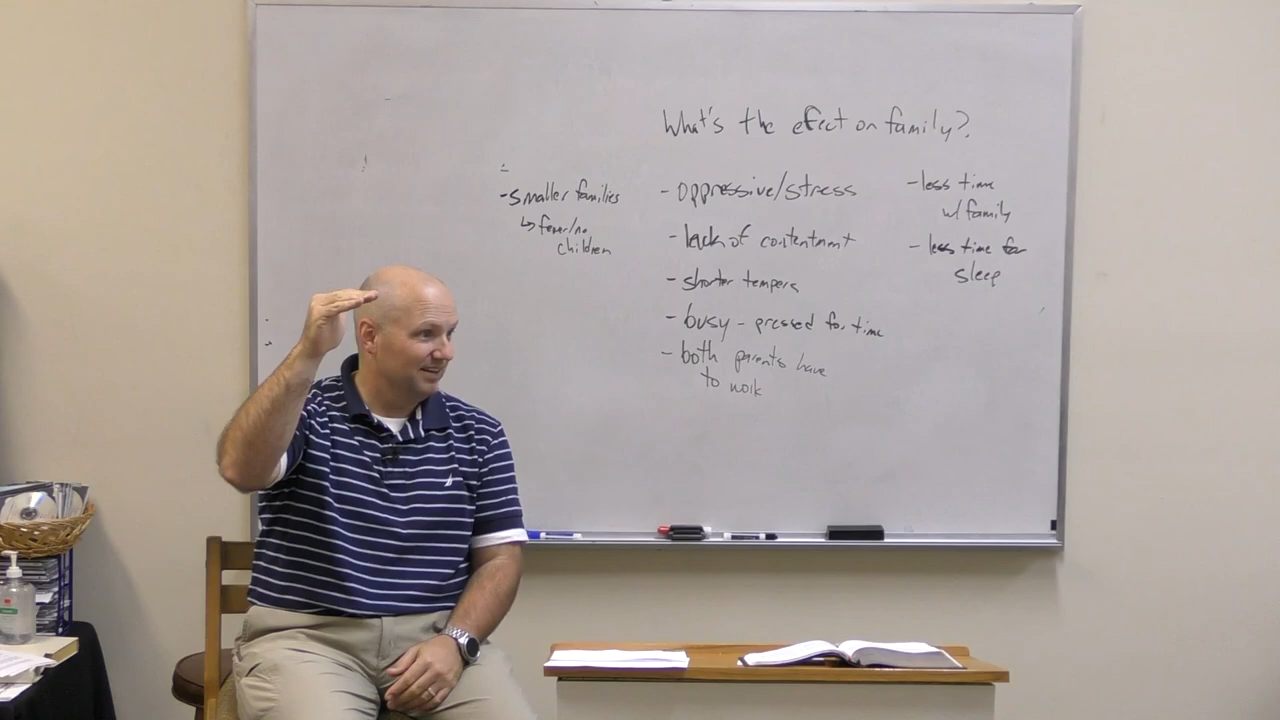 What's the effect on family?
-smaller families
↳ fewer/no
children
- oppressive/stress
- lack of contentment
- shorter tempers
- busy - pressed for time
- both parents have
to work
- less time
w/ family
- less time for
sleep